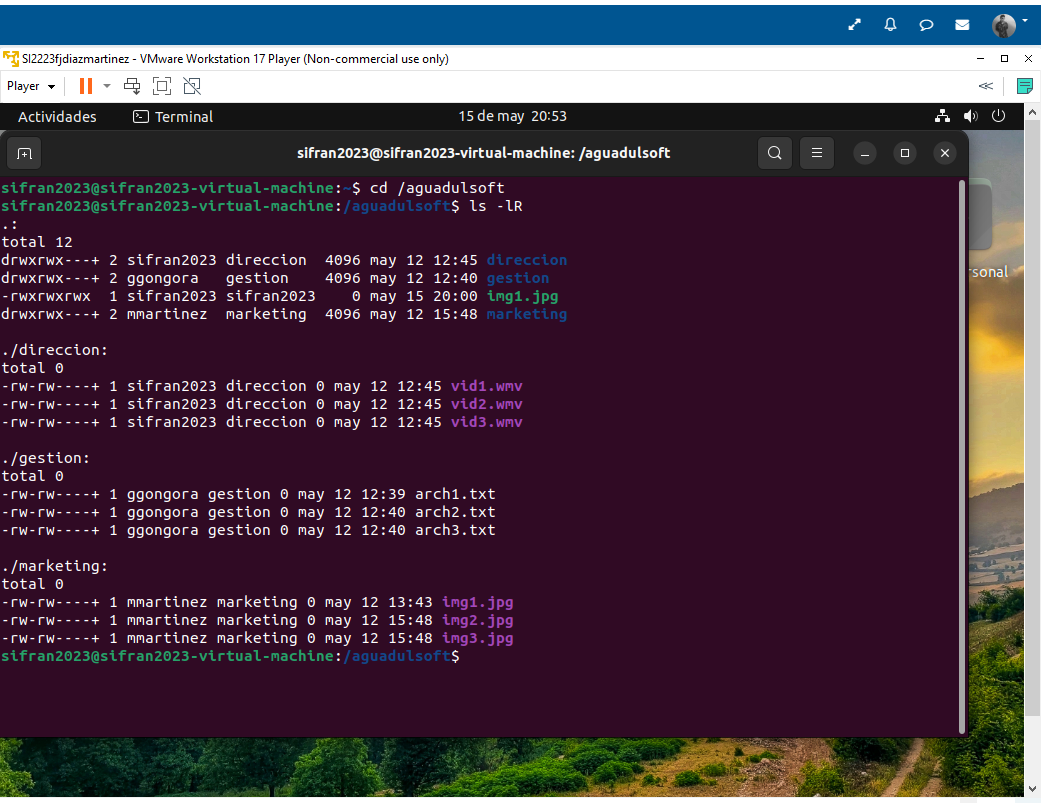 SI2223fjdiazmartinez - VMware Workstation 17 Player (Non-commercial use only)
Player
Actividades Terminal 15 de may 20:53
sifran2023@sifran2023-virtual-machine: /aguadulsoft
sifran2023@sifran2023-virtual-machine:~$ cd /aguadulsoft
sifran2023@sifran2023-virtual-machine:/aguadulsoft$ ls -lR
.:
total 12
drwxrwx---+ 2 sifran2023 direccion  4096 may 12 12:45 direccion
drwxrwx---+ 2 ggongora   gestion    4096 may 12 12:40 gestion
-rwxrwxrwx  1 sifran2023 sifran2023    0 may 15 20:00 img1.jpg
drwxrwx---+ 2 mmartinez  marketing  4096 may 12 15:48 marketing
./direccion:
total 0
-rw-rw----+ 1 sifran2023 direccion 0 may 12 12:45 vid1.wmv
-rw-rw----+ 1 sifran2023 direccion 0 may 12 12:45 vid2.wmv
-rw-rw----+ 1 sifran2023 direccion 0 may 12 12:45 vid3.wmv
./gestion:
total 0
-rw-rw----+ 1 ggongora gestion 0 may 12 12:39 arch1.txt
-rw-rw----+ 1 ggongora gestion 0 may 12 12:40 arch2.txt
-rw-rw----+ 1 ggongora gestion 0 may 12 12:40 arch3.txt
./marketing:
total 0
-rw-rw----+ 1 mmartinez marketing 0 may 12 13:43 img1.jpg
-rw-rw----+ 1 mmartinez marketing 0 may 12 15:48 img2.jpg
-rw-rw----+ 1 mmartinez marketing 0 may 12 15:48 img3.jpg
sifran2023@sifran2023-virtual-machine:/aguadulsoft$
sonal